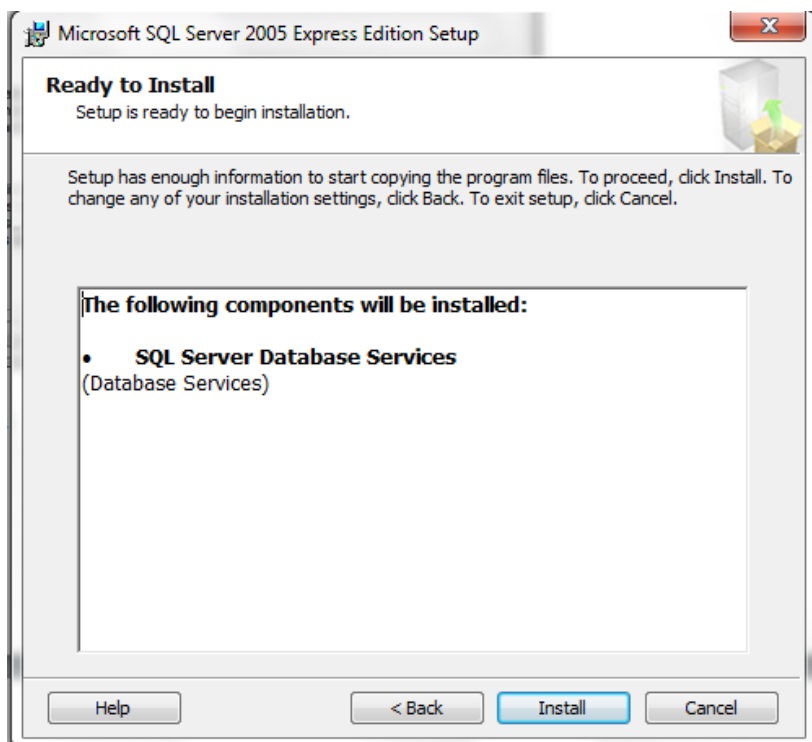 Microsoft SQL Server 2005 Express Edition Setup
Ready to Install
Setup is ready to begin installation.
Setup has enough information to start copying the program files. To proceed, click Install. To
change any of your installation settings, click Back. To exit setup, click Cancel.
The following components will be installed:
• SQL Server Database Services
(Database Services)
Help
< Back
Install
Cancel